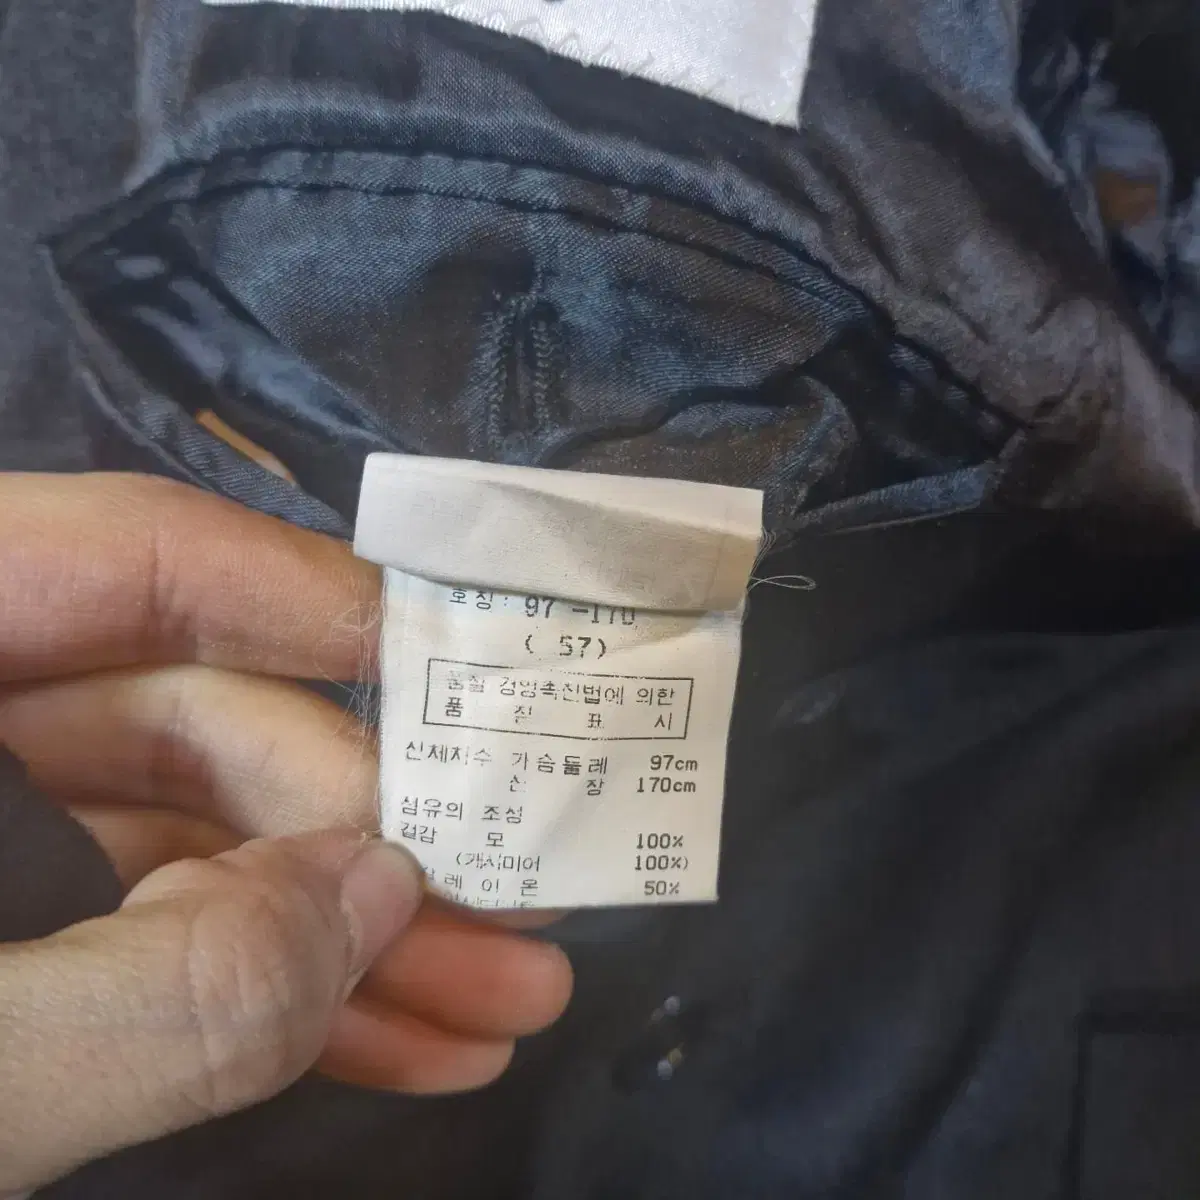 호칭: 97 -170
( 57)
품질 경영촉진법에 의한
품 질 표 시
신체치수 가슴둘레 97cm
신 장 170cm
섬유의 조성
겉감 모 100%
(캐시미어 100%)
레 이 온 50%